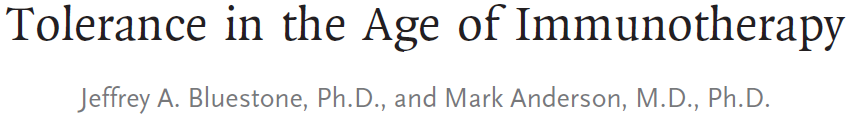 Tolerance in the Age of Immunotherapy
Jeffrey A. Bluestone, Ph.D., and Mark Anderson, M.D., Ph.D.